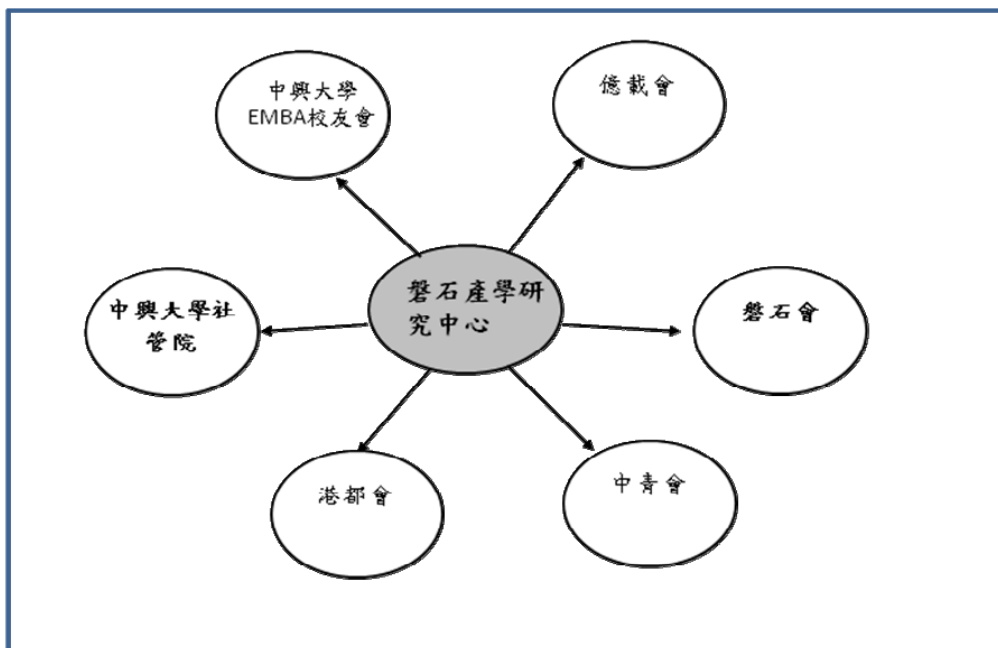 中興大學
EMBA校友會
億載會
磐石產學研
究中心
中興大學社
管院
磐石會
港都會
中青會